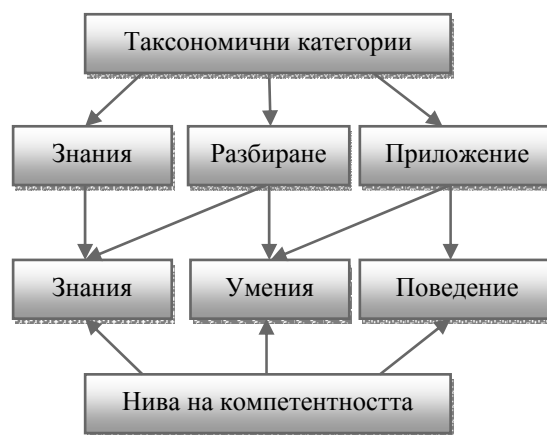 Таксономични категории
Знания
Разбиране
Приложение
Знания
Умения
Поведение
Нива на компетентността